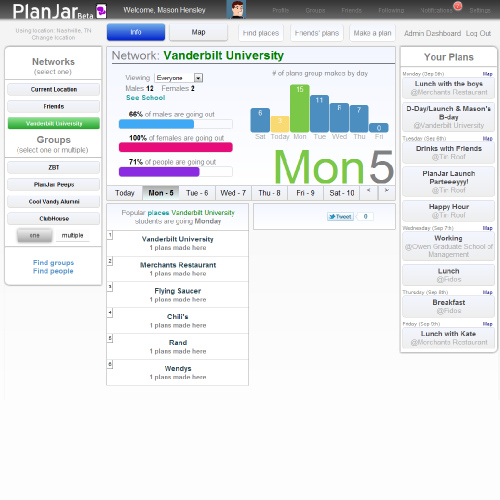 PlanJar Beta
Welcome, Mason Hensley
Profile Groups Friends Following Notifications Settings
Using location: Nashville, TN
Change location
Info
Map
Find places
Friends' plans
Make a plan
Admin Dashboard Log Out
Networks
(select one)
Current Location
Friends
Vanderbilt University
Groups
(select one or multiple)
ZBT
PlanJar Peeps
Cool Vandy Alumni
ClubHouse
one multiple
Find groups
Find people
Network: Vanderbilt University
Viewing Everyone
Males 12 Females 2
See School
66% of males are going out
100% of females are going out
71% of people are going out
# of plans group makes by day
6 15 11 8 7 0
Sat Today Mon Tue Wed Thu Fri
Mon5
Today Mon - 5 Tue - 6 Wed - 7 Thu - 8 Fri - 9 Sat - 10 < >
Popular places Vanderbilt University
students are going Monday
1
Vanderbilt University
1 plans made here
2
Merchants Restaurant
1 plans made here
3
Flying Saucer
1 plans made here
4
Chili's
1 plans made here
5
Rand
1 plans made here
6
Wendys
1 plans made here
Tweet 0
Your Plans
Monday (Sep 5th) Map
Lunch with the boys
@Merchants Restaurant
D-Day/Launch & Mason's
B-day
@Vanderbilt University
Tuesday (Sep 6th) Map
Drinks with Friends
@Tin Roof
PlanJar Launch
Parteeeyyy!
@Tin Roof
Happy Hour
@Tin Roof
Wednesday (Sep 7th) Map
Working
@Owen Graduate School of
Management
Lunch
@Fidos
Thursday (Sep 8th) Map
Breakfast
@Fidos
Friday (Sep 9th) Map
Lunch with Kate
@Merchants Restaurant